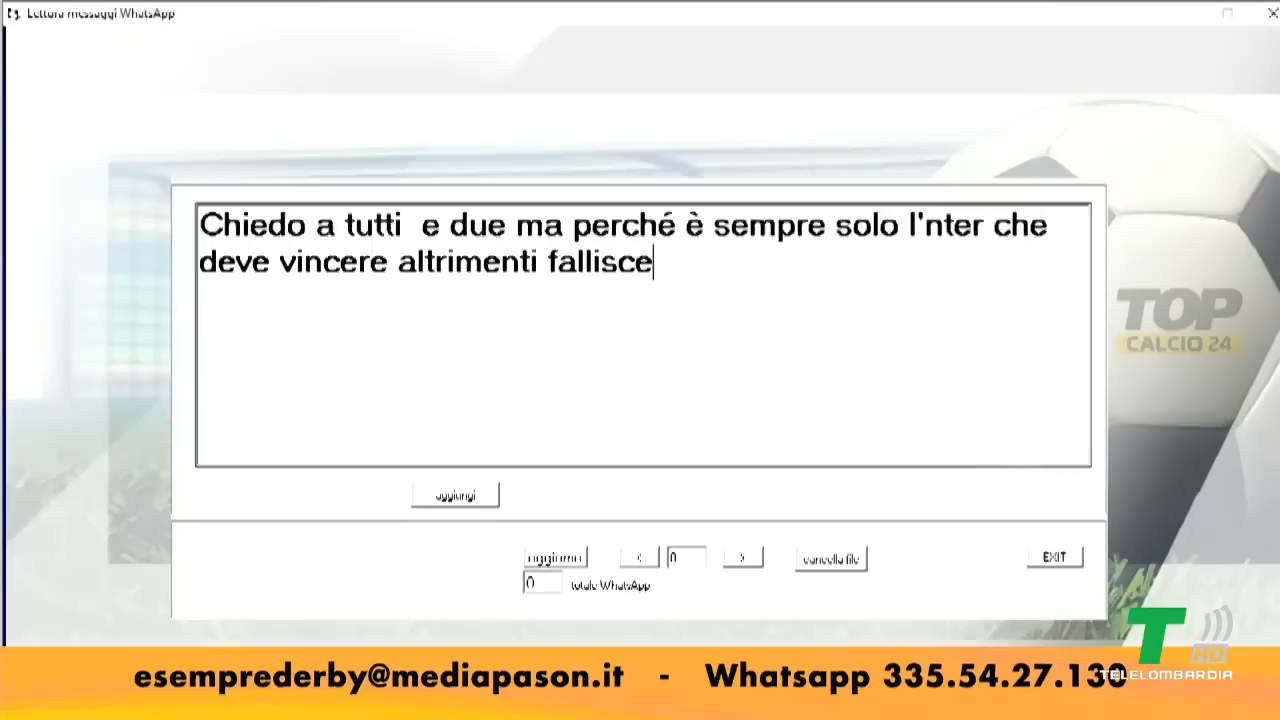 Lettura messaggi WhatsApp
Chiedo a tutti e due ma perché è sempre solo l'nter che
deve vincere altrimenti fallisce
TOP
CALCIO 24
aggiungi
aggiorna < 0 > cancella file EXIT
0 totale WhatsApp
T HD
TELELOMBARDIA
esemprederby@mediapason.it - Whatsapp 335.54.27.130